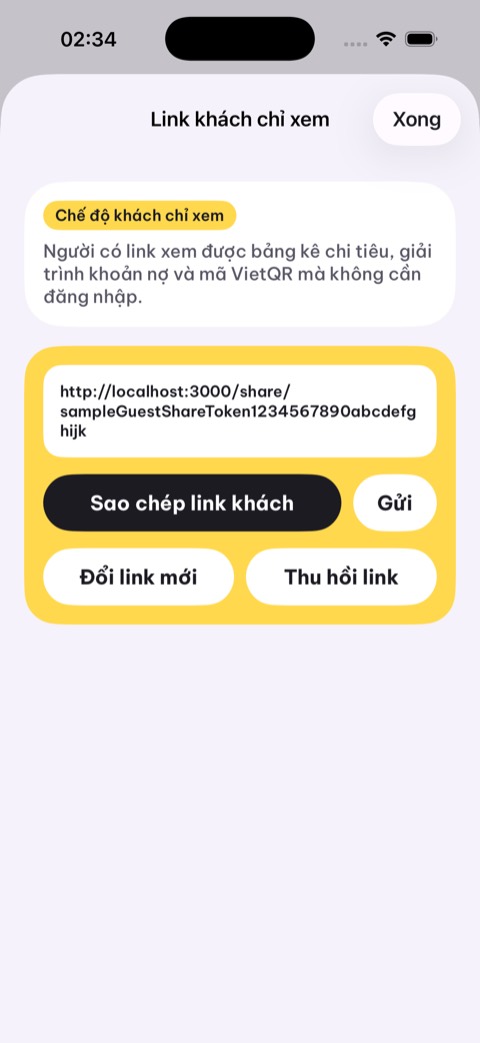 02:34
Link khách chỉ xem
Xong
Chế độ khách chỉ xem
Người có link xem được bảng kê chi tiêu, giải
trình khoản nợ và mã VietQR mà không cần
đăng nhập.
http://localhost:3000/share/
sampleGuestShareToken1234567890abcdefg
hijk
Sao chép link khách
Gửi
Đổi link mới
Thu hồi link